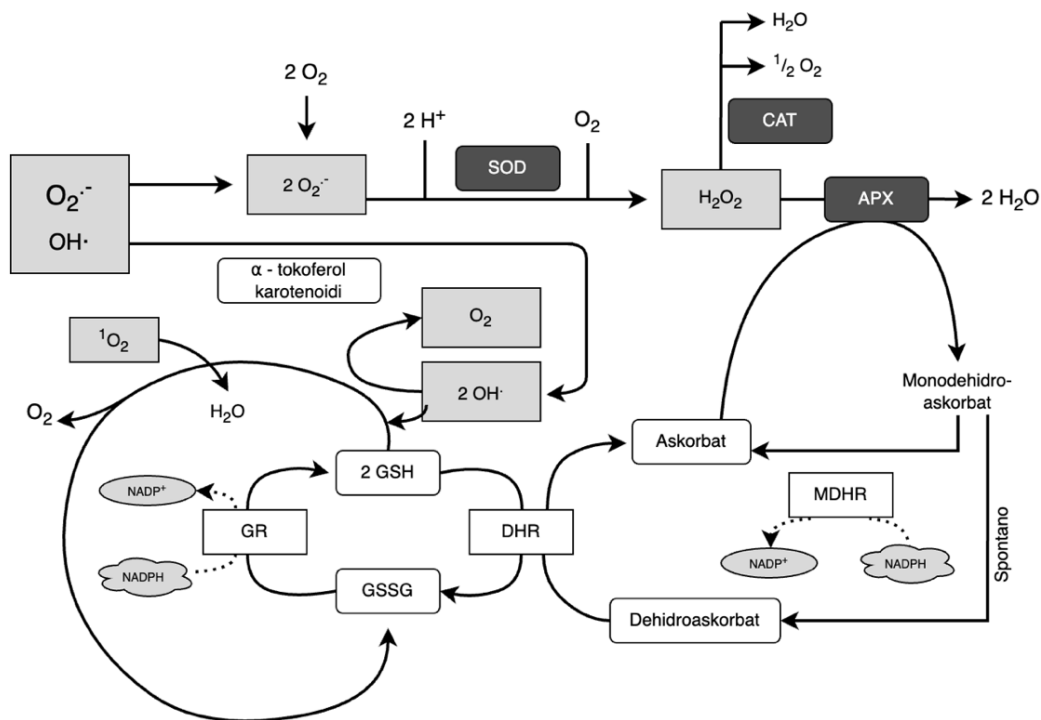 H₂O
½ O₂
2 O₂
2 H⁺
O₂
CAT
SOD
O₂·⁻
OH·
2 O₂·⁻
H₂O₂
APX
2 H₂O
α - tokoferol
karotenoidi
O₂
¹O₂
2 OH·
O₂
H₂O
Monodehidro-
askorbat
Askorbat
2 GSH
NADP⁺
MDHR
GR
DHR
NADPH
NADP⁺
NADPH
Spontano
GSSG
Dehidroaskorbat